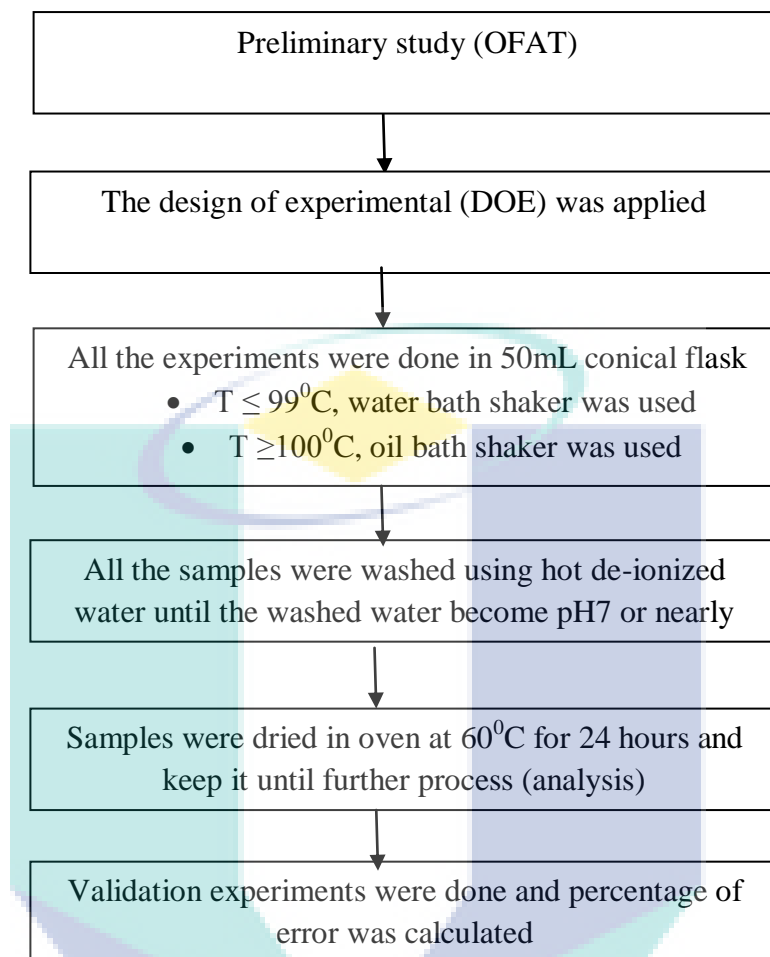 Preliminary study (OFAT)
The design of experimental (DOE) was applied
All the experiments were done in 50mL conical flask
• T ≤ 99⁰C, water bath shaker was used
• T ≥100⁰C, oil bath shaker was used
All the samples were washed using hot de-ionized
water until the washed water become pH7 or nearly
Samples were dried in oven at 60⁰C for 24 hours and
keep it until further process (analysis)
Validation experiments were done and percentage of
error was calculated